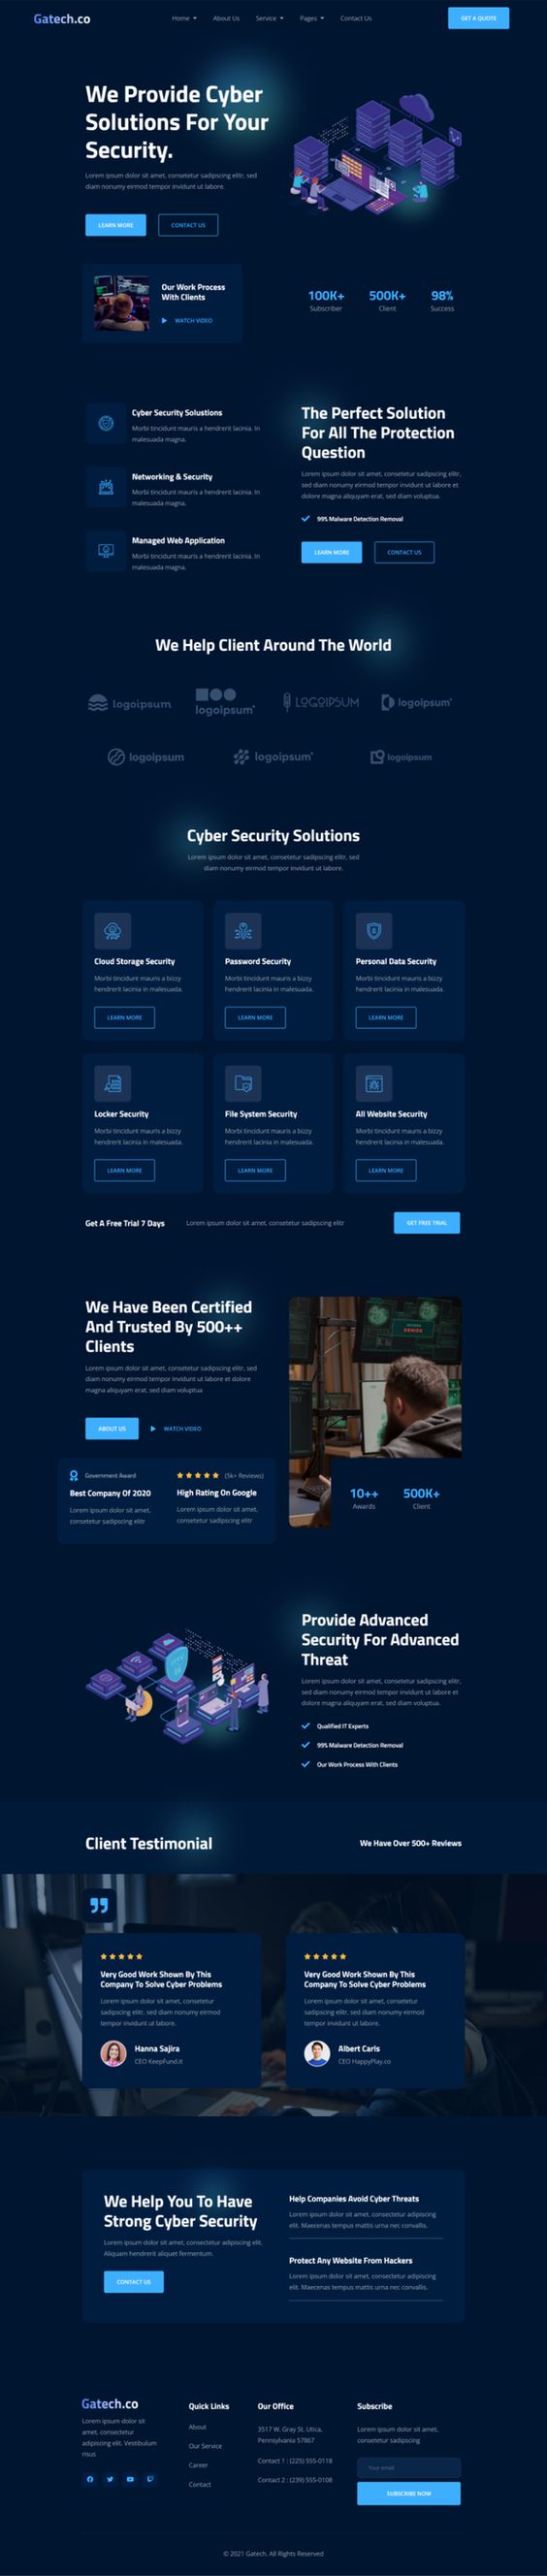 Gatech.co
Home
About Us
Service
Pages
Contact Us
GET A QUOTE
We Provide Cyber
Solutions For Your
Security.
Lorem ipsum dolor sit amet, consetetur sadipscing elitr, sed
diam nonumy eirmod tempor invidunt ut labore.
LEARN MORE
CONTACT US
Our Work Process
With Clients
WATCH VIDEO
100K+
Subscriber
500K+
Client
98%
Success
Cyber Security Solustions
Morbi tincidunt mauris a hendrerit lacinia. In
malesuada magna.
Networking & Security
Morbi tincidunt mauris a hendrerit lacinia. In
malesuada magna.
Managed Web Application
Morbi tincidunt mauris a hendrerit lacinia. In
malesuada magna.
The Perfect Solution
For All The Protection
Question
Lorem ipsum dolor sit amet, consetetur sadipscing elitr,
sed diam nonumy eirmod tempor invidunt ut labore et
dolore magna aliquyam erat, sed diam voluptua.
99% Malware Detection Removal
LEARN MORE
CONTACT US
We Help Client Around The World
logoipsum
logoipsum
LOGOIPSUM
logoipsum
logoipsum
logoipsum
logoipsum
Cyber Security Solutions
Lorem ipsum dolor sit amet, consetetur sadipscing elitr, sed
diam nonumy eirmod tempor invidunt ut labore.
Cloud Storage Security
Morbi tincidunt mauris a bizzy
hendrerit lacinia in malesuada.
LEARN MORE
Password Security
Morbi tincidunt mauris a bizzy
hendrerit lacinia in malesuada.
LEARN MORE
Personal Data Security
Morbi tincidunt mauris a bizzy
hendrerit lacinia in malesuada.
LEARN MORE
Locker Security
Morbi tincidunt mauris a bizzy
hendrerit lacinia in malesuada.
LEARN MORE
File System Security
Morbi tincidunt mauris a bizzy
hendrerit lacinia in malesuada.
LEARN MORE
All Website Security
Morbi tincidunt mauris a bizzy
hendrerit lacinia in malesuada.
LEARN MORE
Get A Free Trial 7 Days
Lorem ipsum dolor sit amet, consetetur sadipscing elitr
GET FREE TRIAL
We Have Been Certified
And Trusted By 500++
Clients
Lorem ipsum dolor sit amet, consetetur sadipscing elitr, sed
diam nonumy eirmod tempor invidunt ut labore et dolore
magna aliquyam erat, sed diam voluptua
ABOUT US
WATCH VIDEO
Government Award
Best Company Of 2020
Lorem ipsum dolor sit amet,
consetetur sadipscing elitr
(5k+ Reviews)
High Rating On Google
Lorem ipsum dolor sit amet,
consetetur sadipscing elitr
10++
Awards
500K+
Client
Provide Advanced
Security For Advanced
Threat
Lorem ipsum dolor sit amet, consetetur sadipscing elitr,
sed diam nonumy eirmod tempor invidunt ut labore et
dolore magna aliquyam erat, sed diam voluptua.
Qualified IT Experts
99% Malware Detection Removal
Our Work Process With Clients
Client Testimonial
We Have Over 500+ Reviews
Very Good Work Shown By This
Company To Solve Cyber Problems
Lorem ipsum dolor sit amet, consetetur
sadipscing elitr, sed diam nonumy eirmod
tempor invidunt ut labore.
Hanna Sajira
CEO KeepFund.it
Very Good Work Shown By This
Company To Solve Cyber Problems
Lorem ipsum dolor sit amet, consetetur
sadipscing elitr, sed diam nonumy eirmod
tempor invidunt ut labore.
Albert Carls
CEO HappyPlay.co
We Help You To Have
Strong Cyber Security
Lorem ipsum dolor sit amet, consectetur adipiscing elit.
Aliquam hendrerit aliquet fermentum.
CONTACT US
Help Companies Avoid Cyber Threats
Lorem ipsum dolor sit amet, consectetur adipiscing
elit. Maecenas tempus mattis urna nec convallis.
Protect Any Website From Hackers
Lorem ipsum dolor sit amet, consectetur adipiscing
elit. Maecenas tempus mattis urna nec convallis.
Gatech.co
Lorem ipsum dolor sit
amet, consectetur
adipiscing elit. Vestibulum
risus
Quick Links
About
Our Service
Career
Contact
Our Office
3517 W. Gray St. Utica,
Pennsylvania 57867
Contact 1 : (225) 555-0118
Contact 2 : (239) 555-0108
Subscribe
Lorem ipsum dolor sit amet,
consetetur sadipscing
Your email
SUBSCRIBE NOW
© 2021 Gatech. All Rights Reserved